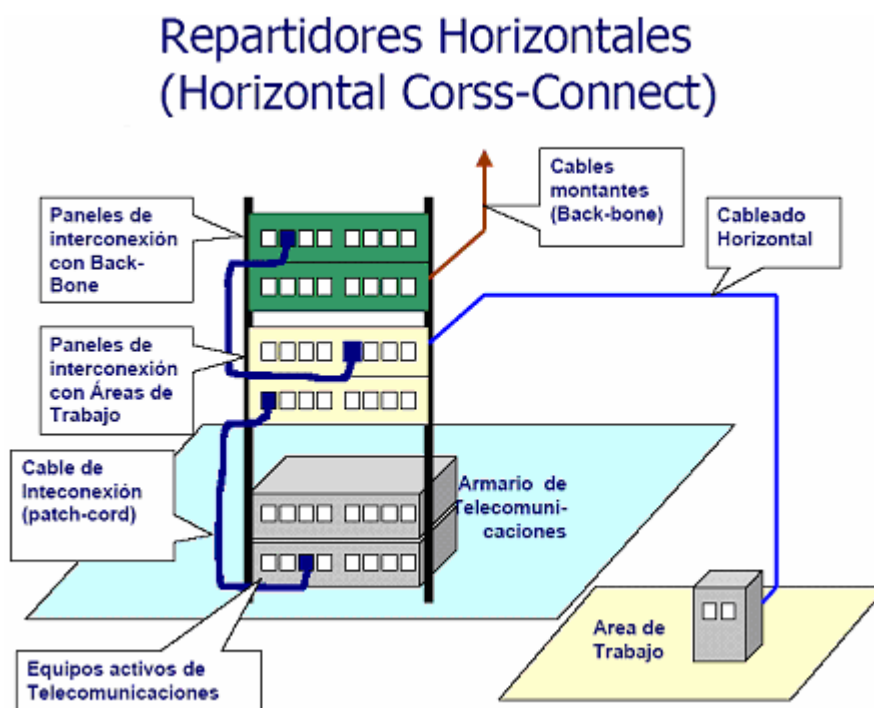 Repartidores Horizontales
(Horizontal Corss-Connect)
Cables
montantes
(Back-bone)
Cableado
Horizontal
Paneles de
interconexión
con Back-
Bone
Paneles de
interconexión
con Áreas de
Trabajo
Cable de
Inteconexión
(patch-cord)
Armario de
Telecomuni-
caciones
Area de
Trabajo
Equipos activos de
Telecomunicaciones